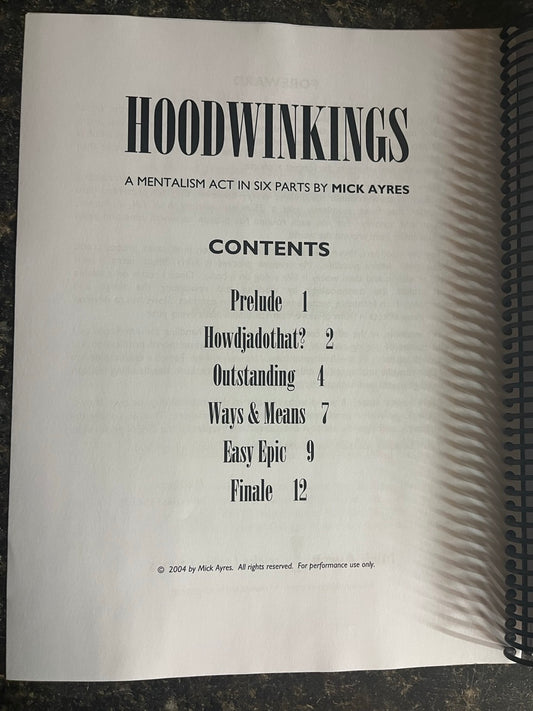 HOODWINKINGS
A MENTALISM ACT IN SIX PARTS BY MICK AYRES
CONTENTS
Prelude 1
Howdjadothat? 2
Outstanding 4
Ways & Means 7
Easy Epic 9
Finale 12
© 2004 by Mick Ayres. All rights reserved. For performance use only.